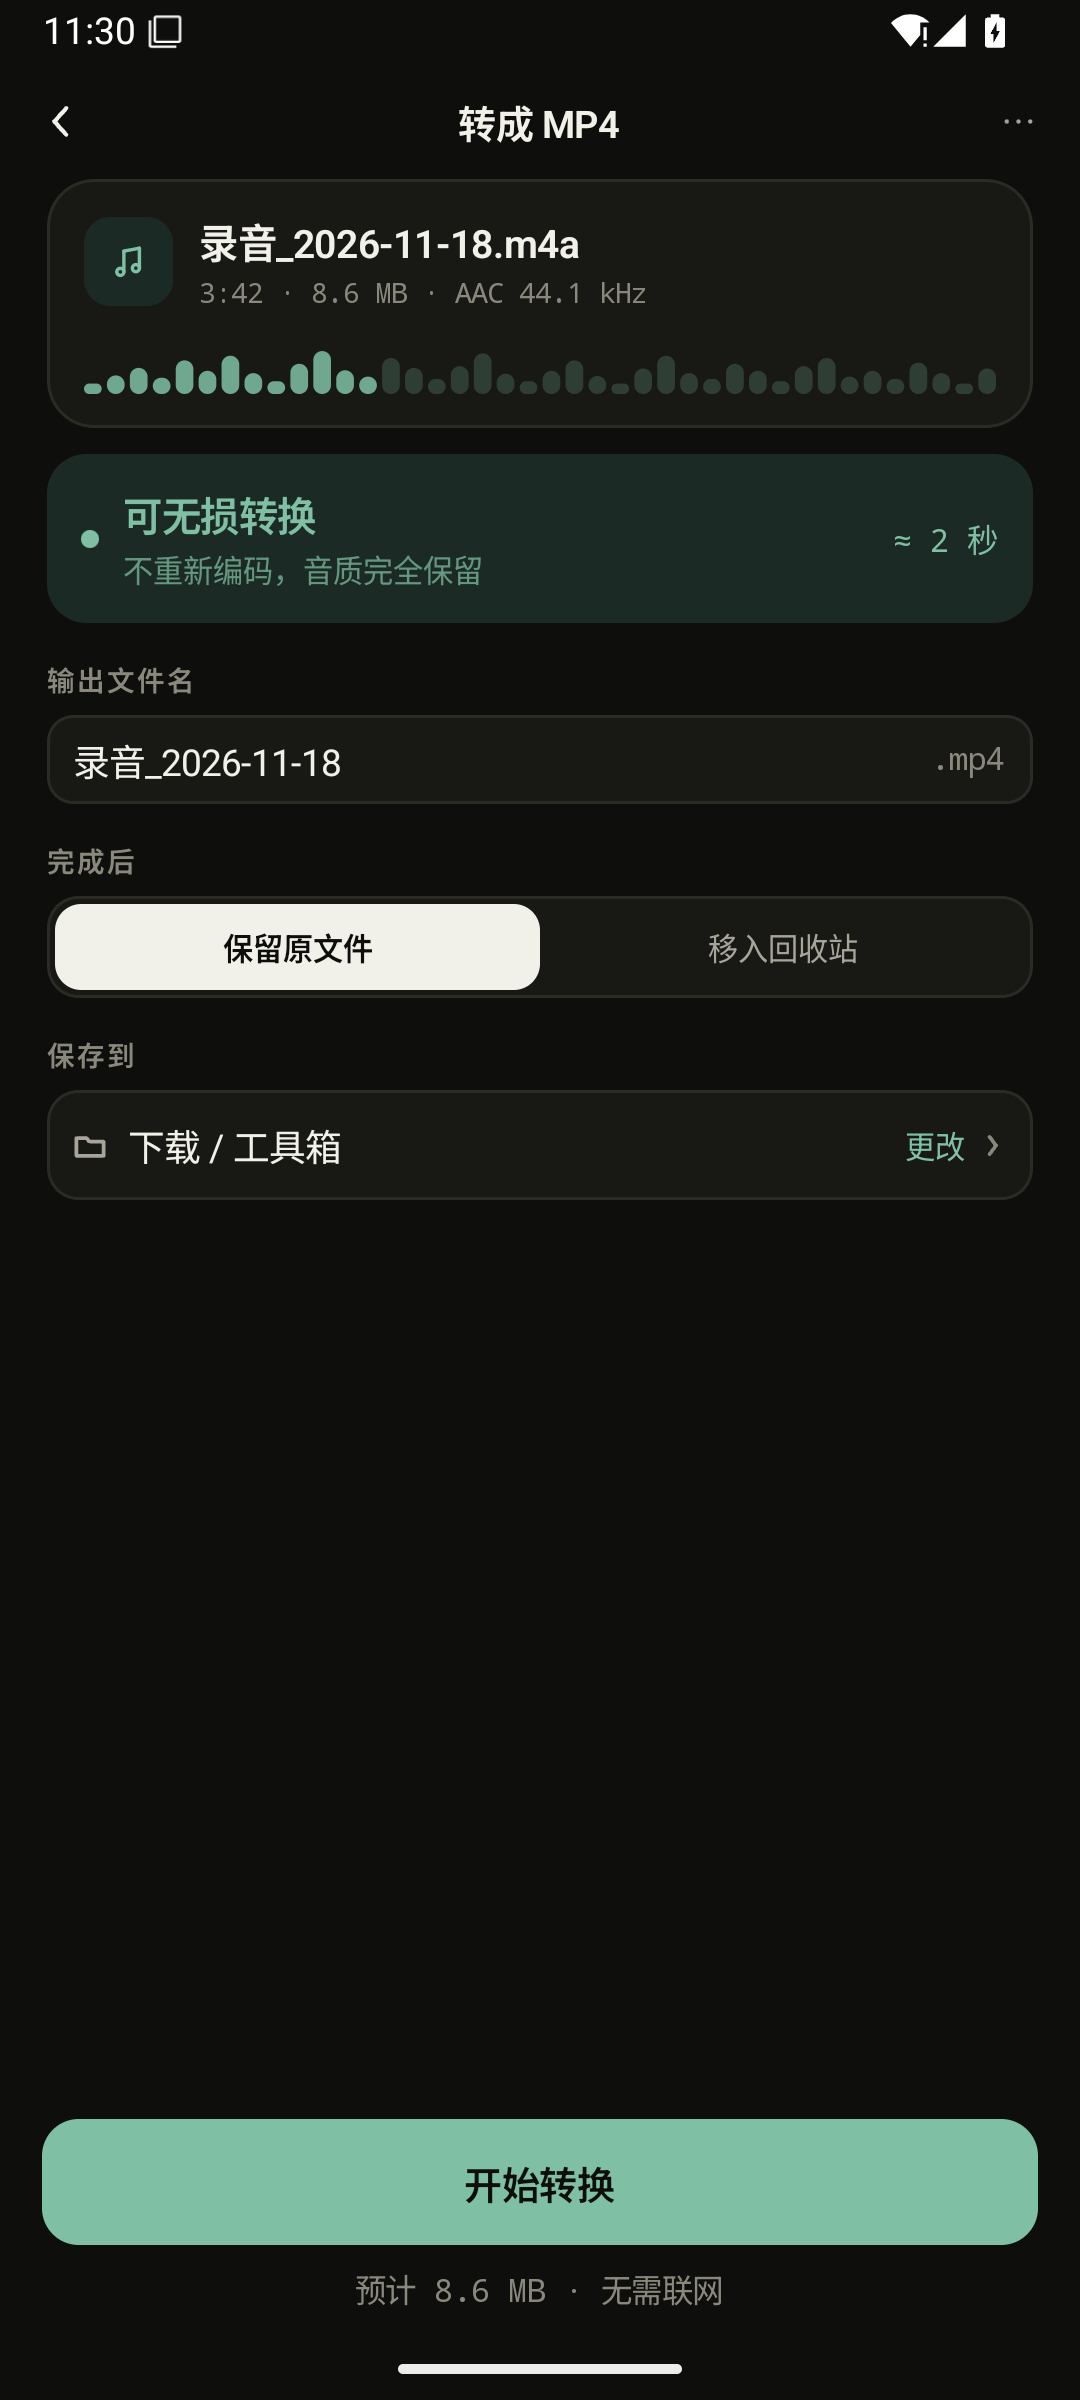 11:30
转成 MP4
录音_2026-11-18.m4a
3:42 · 8.6 MB · AAC 44.1 kHz
可无损转换
不重新编码，音质完全保留
≈ 2 秒
输出文件名
录音_2026-11-18
.mp4
完成后
保留原文件
移入回收站
保存到
下载 / 工具箱
更改
开始转换
预计 8.6 MB · 无需联网